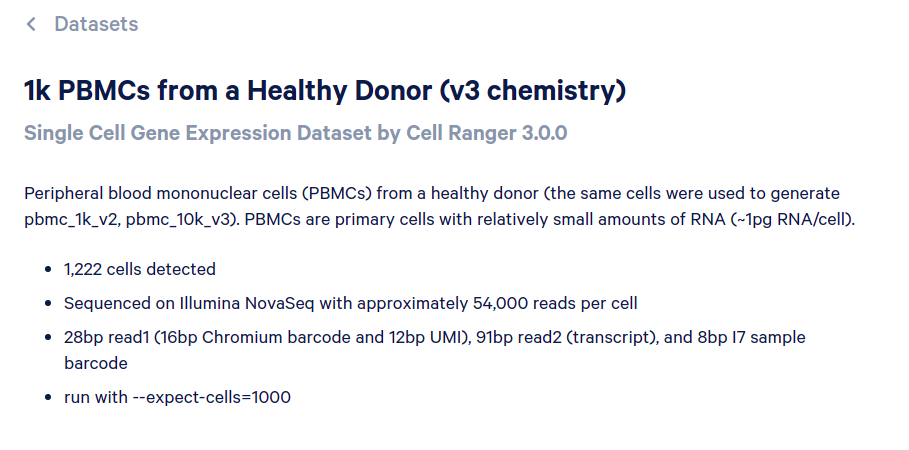 Datasets
1k PBMCs from a Healthy Donor (v3 chemistry)
Single Cell Gene Expression Dataset by Cell Ranger 3.0.0
Peripheral blood mononuclear cells (PBMCs) from a healthy donor (the same cells were used to generate
pbmc_1k_v2, pbmc_10k_v3). PBMCs are primary cells with relatively small amounts of RNA (~1pg RNA/cell).
• 1,222 cells detected
• Sequenced on Illumina NovaSeq with approximately 54,000 reads per cell
• 28bp read1 (16bp Chromium barcode and 12bp UMI), 91bp read2 (transcript), and 8bp I7 sample
barcode
• run with --expect-cells=1000